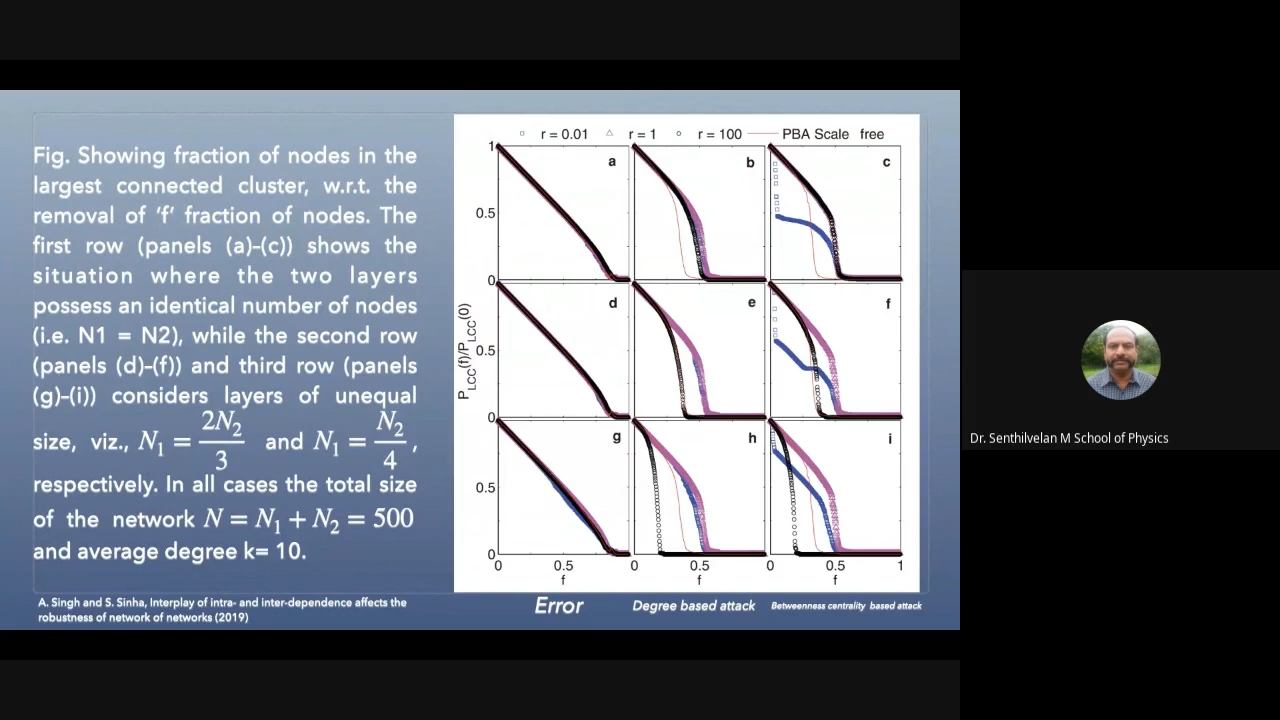 Fig. Showing fraction of nodes in the
largest connected cluster, w.r.t. the
removal of ‘f’ fraction of nodes. The
first row (panels (a)–(c)) shows the
situation where the two layers
possess an identical number of nodes
(i.e. N1 = N2), while the second row
(panels (d)–(f)) and third row (panels
(g)–(i)) considers layers of unequal
size, viz., N₁ = 2N₂/3 and N₁ = N₂/4,
respectively. In all cases the total size
of the network N = N₁ + N₂ = 500
and average degree k= 10.
A. Singh and S. Sinha, Interplay of intra- and inter-dependence affects the
robustness of network of networks (2019)
r = 0.01 r = 1 r = 100 PBA Scale free
1 a b c
0.5
0
d e f
0.5
0
g h i
0.5
0
P_LCC(f)/P_LCC(0)
0 0.5 0 0.5 0 0.5 1
f f f
Error Degree based attack Betweenness centrality based attack
Dr. Senthilvelan M School of Physics